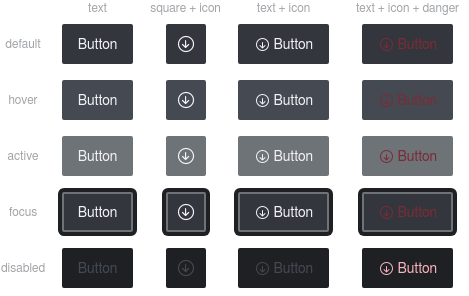 text square + icon text + icon text + icon + danger
default Button Button Button
hover Button Button Button
active Button Button Button
focus Button Button Button
disabled Button Button Button